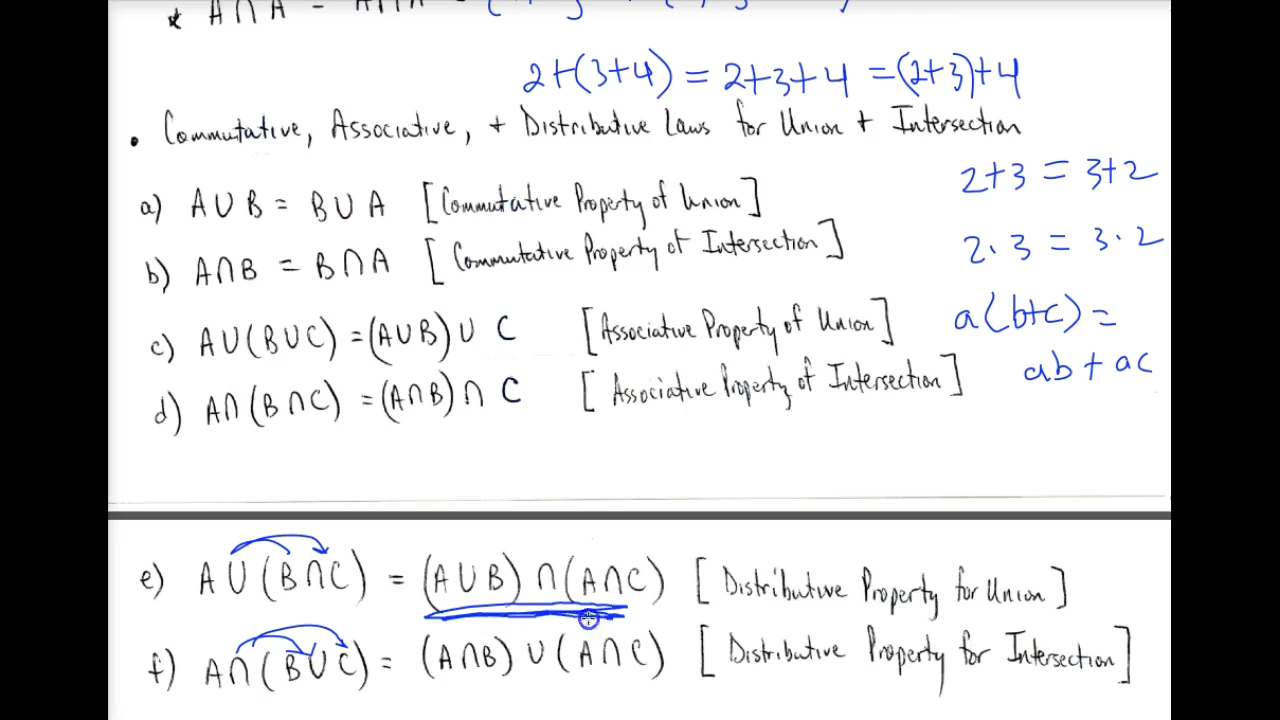 2+(3+4) = 2+3+4 = (2+3)+4
• Commutative, Associative, + Distributive Laws for Union + Intersection
2+3 = 3+2
a) A ∪ B = B ∪ A [Commutative Property of Union]
2·3 = 3·2
b) A ∩ B = B ∩ A [Commutative Property of Intersection]
a(b+c) =
ab + ac
c) A ∪ (B ∪ C) = (A ∪ B) ∪ C [Associative Property of Union]
d) A ∩ (B ∩ C) = (A ∩ B) ∩ C [Associative Property of Intersection]
e) A ∪ (B ∩ C) = (A ∪ B) ∩ (A ∩ C) [Distributive Property for Union]
f) A ∩ (B ∪ C) = (A ∩ B) ∪ (A ∩ C) [Distributive Property for Intersection]